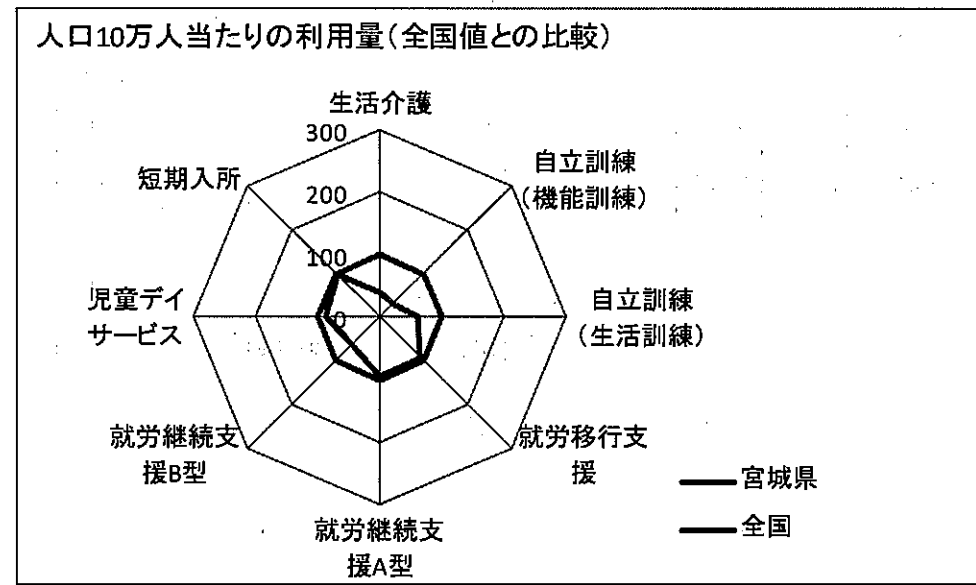 人口10万人当たりの利用量(全国値との比較)
生活介護
300
自立訓練
(機能訓練)
短期入所
200
100
児童デイ
サービス
0
自立訓練
(生活訓練)
就労継続支
援B型
就労移行支
援
宮城県
全国
就労継続支
援A型